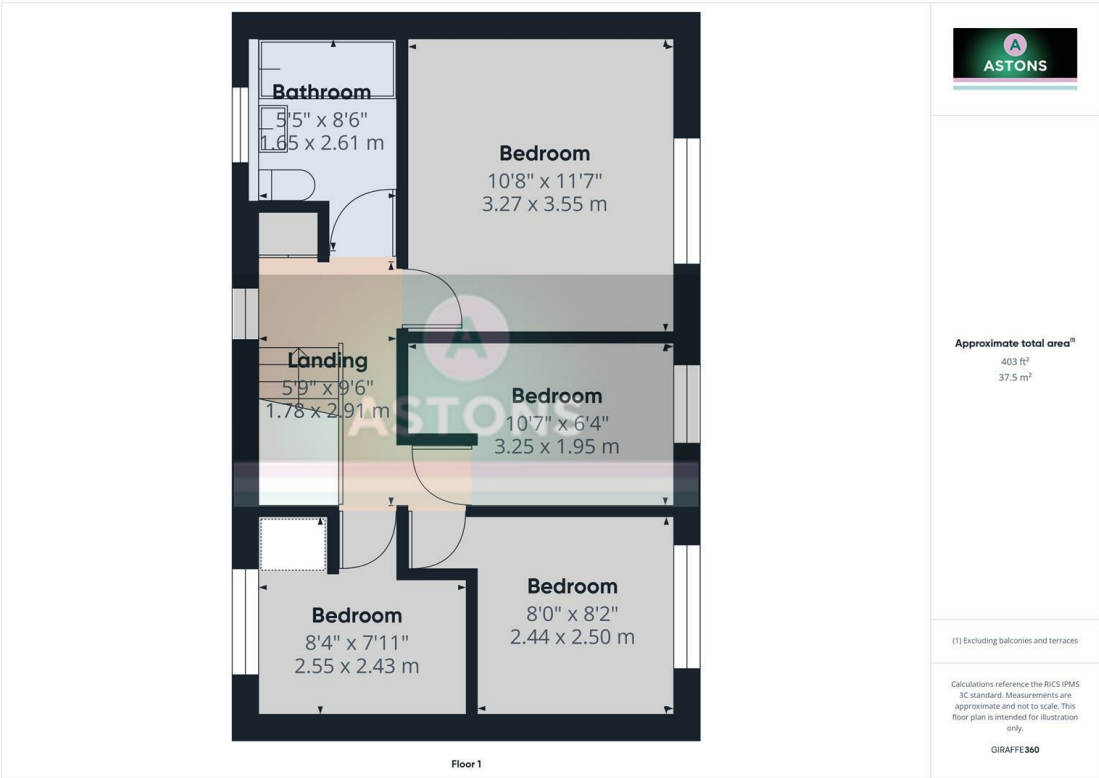 Bathroom
5'5" x 8'6"
1.65 x 2.61 m
Bedroom
10'8" x 11'7"
3.27 x 3.55 m
Landing
5'9" x 9'6"
1.78 x 2.91 m
A
ASTONS
Bedroom
10'7" x 6'4"
3.25 x 1.95 m
Bedroom
8'4" x 7'11"
2.55 x 2.43 m
Bedroom
8'0" x 8'2"
2.44 x 2.50 m
Floor 1
A
ASTONS
Approximate total area⁽¹⁾
403 ft²
37.5 m²
(1) Excluding balconies and terraces
Calculations reference the RICS IPMS
3C standard. Measurements are
approximate and not to scale. This
floor plan is intended for illustration
only.
GIRAFFE360